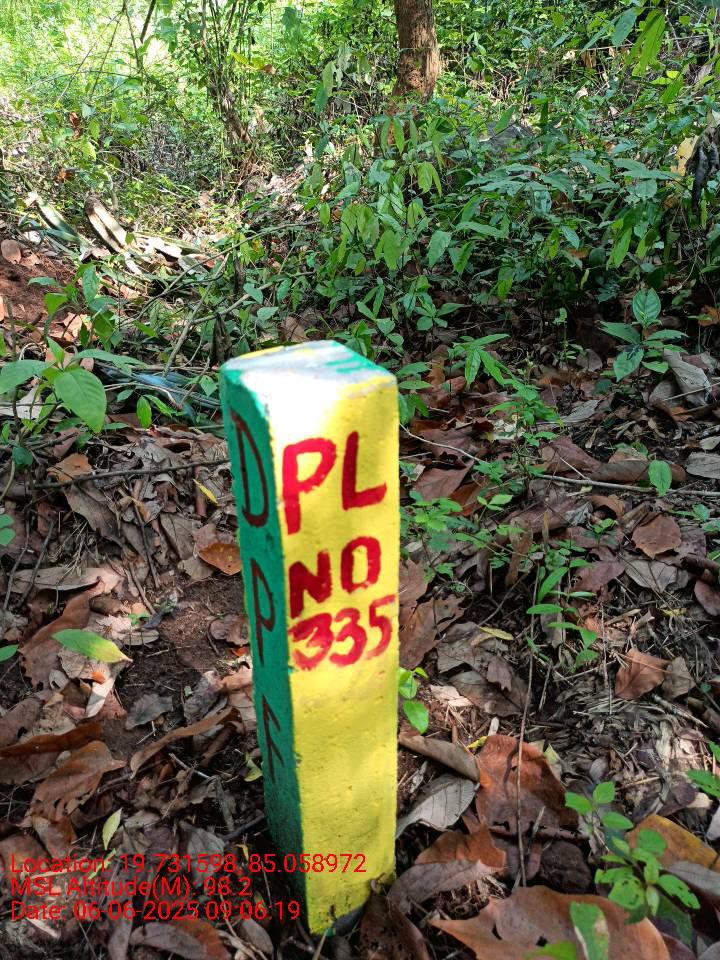 D
P
F
PL
NO
335
Location: 19.731598, 85.058972
MSL Altitude(M): 98.2
Date: 06-06-2025 09:06:19